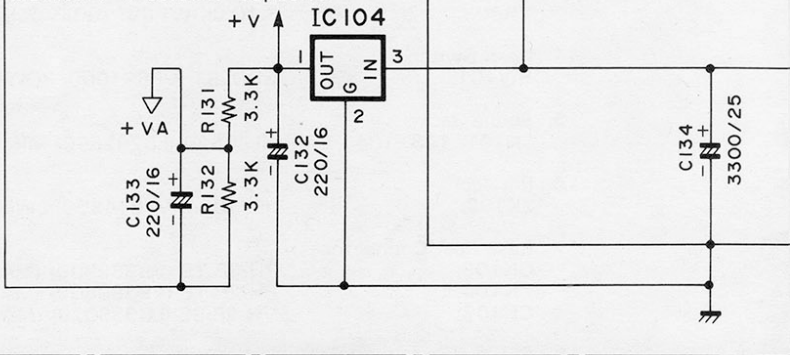 +V
IC104
1
OUT
G
IN
3
2
+VA
R131
3.3K
R132
3.3K
C133
220/16
+
-
C132
220/16
+
-
C134
3300/25
+
-